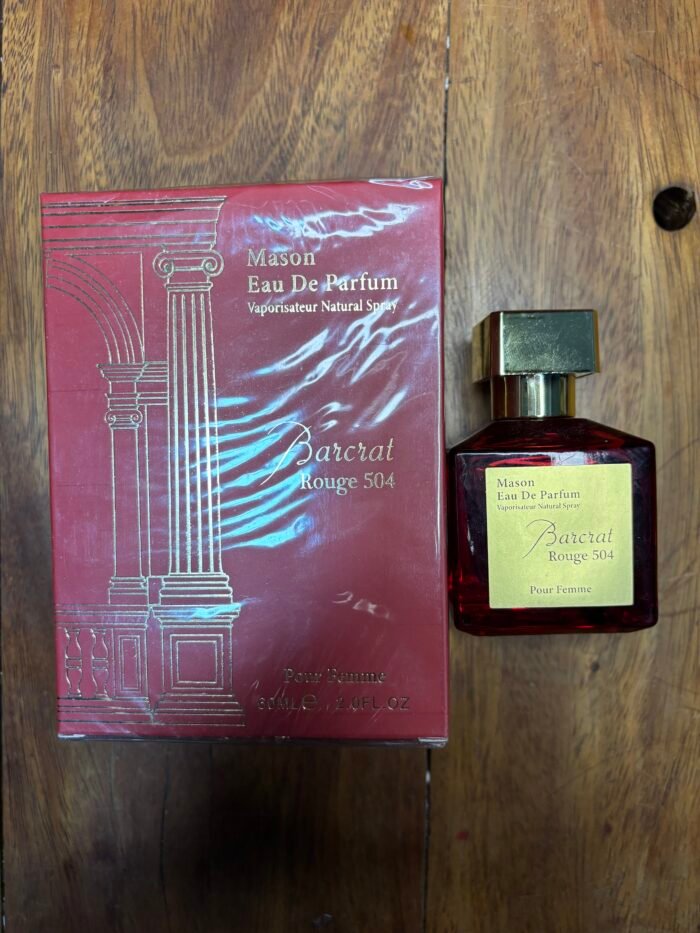 Mason
Eau De Parfum
Vaporisateur Natural Spray
Barcrat
Rouge 504
Pour Femme
60ML℮ 2.0FL.OZ
Mason
Eau De Parfum
Vaporisateur Natural Spray
Barcrat
Rouge 504
Pour Femme